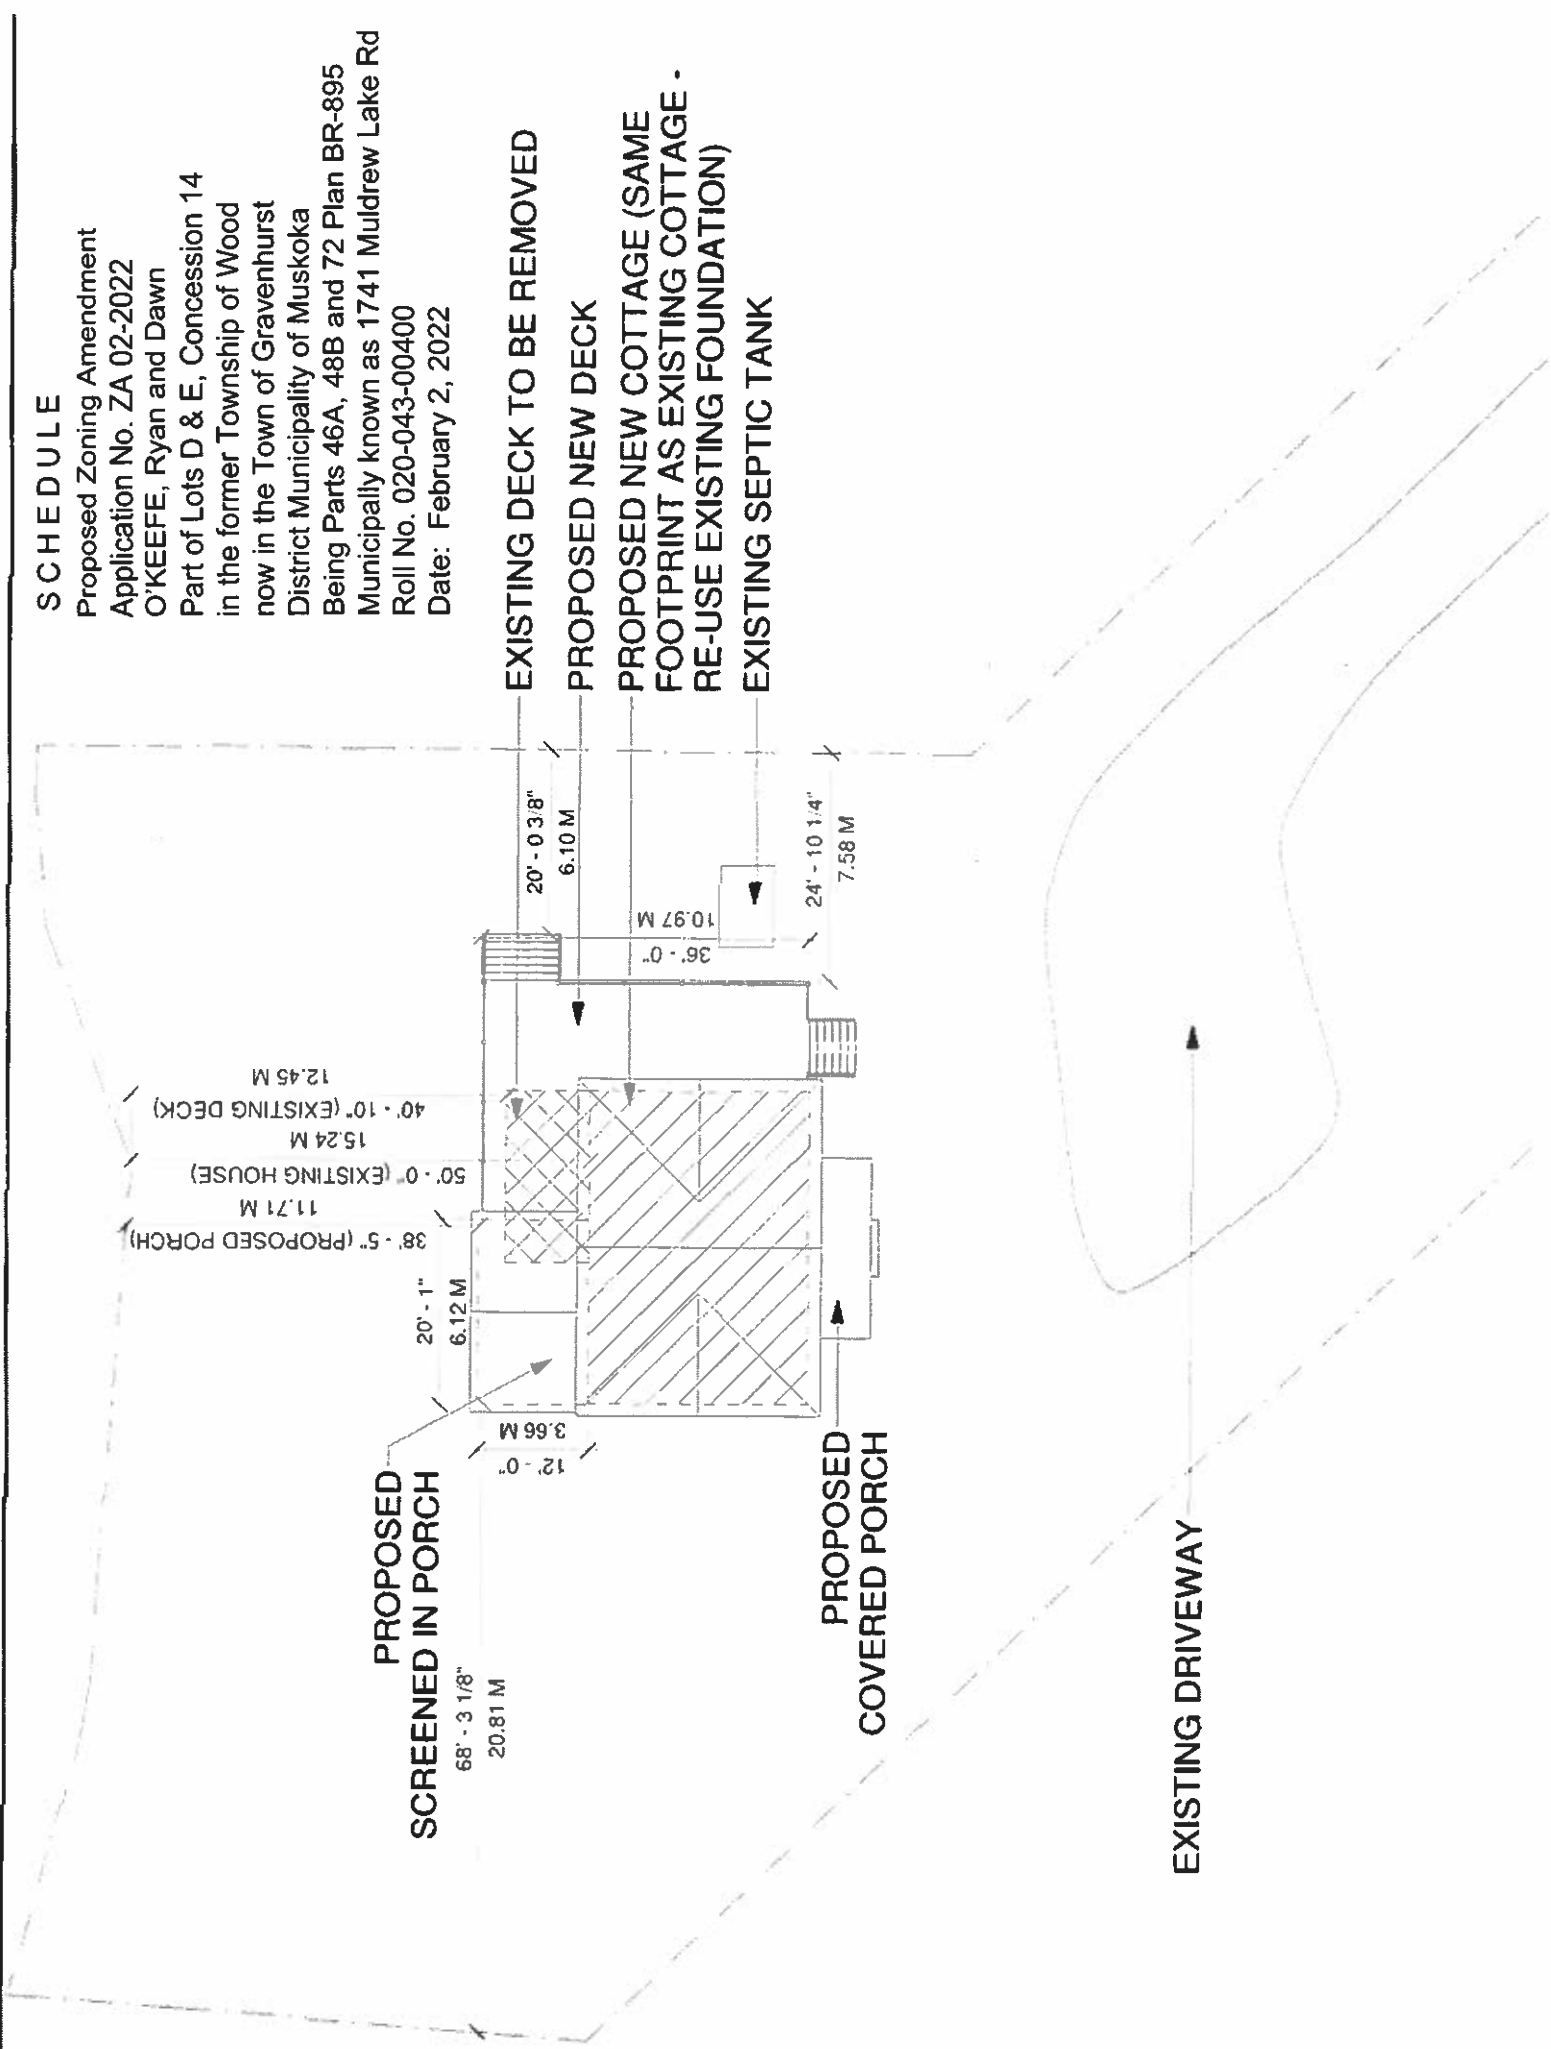 SCHEDULE
Proposed Zoning Amendment
Application No. ZA 02-2022
O'KEEFE, Ryan and Dawn
Part of Lots D & E, Concession 14
in the former Township of Wood
now in the Town of Gravenhurst
District Municipality of Muskoka
Being Parts 46A, 48B and 72 Plan BR-895
Municipally known as 1741 Muldrew Lake Rd
Roll No. 020-043-00400
Date: February 2, 2022
EXISTING DECK TO BE REMOVED
PROPOSED NEW DECK
PROPOSED NEW COTTAGE (SAME
FOOTPRINT AS EXISTING COTTAGE -
RE-USE EXISTING FOUNDATION)
EXISTING SEPTIC TANK
20' - 0 3/8"
6.10 M
36' - 0"
10.97 M
24' - 10 1/4"
7.58 M
38' - 5" (PROPOSED PORCH)
11.71 M
50' - 0" (EXISTING HOUSE)
15.24 M
40' - 10" (EXISTING DECK)
12.45 M
20' - 1"
6.12 M
12' - 0"
3.66 M
PROPOSED
SCREENED IN PORCH
68' - 3 1/8"
20.81 M
PROPOSED
COVERED PORCH
EXISTING DRIVEWAY